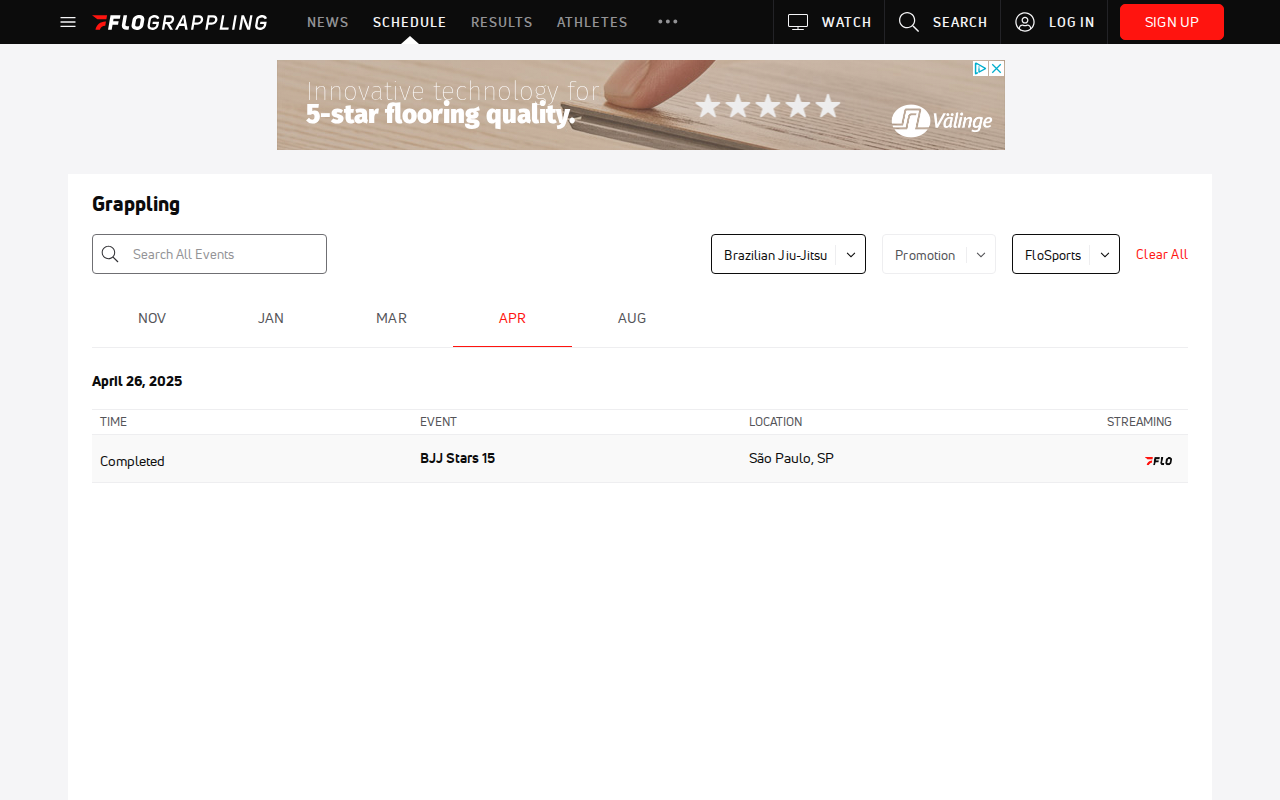 FLOGRAPPLING
NEWS
SCHEDULE
RESULTS
ATHLETES
WATCH
SEARCH
LOG IN
SIGN UP
Innovative technology for
5-star flooring quality.
Välinge
Grappling
Search All Events
Brazilian Jiu-Jitsu
Promotion
FloSports
Clear All
NOV
JAN
MAR
APR
AUG
April 26, 2025
TIME
EVENT
LOCATION
STREAMING
Completed
BJJ Stars 15
São Paulo, SP
FLO